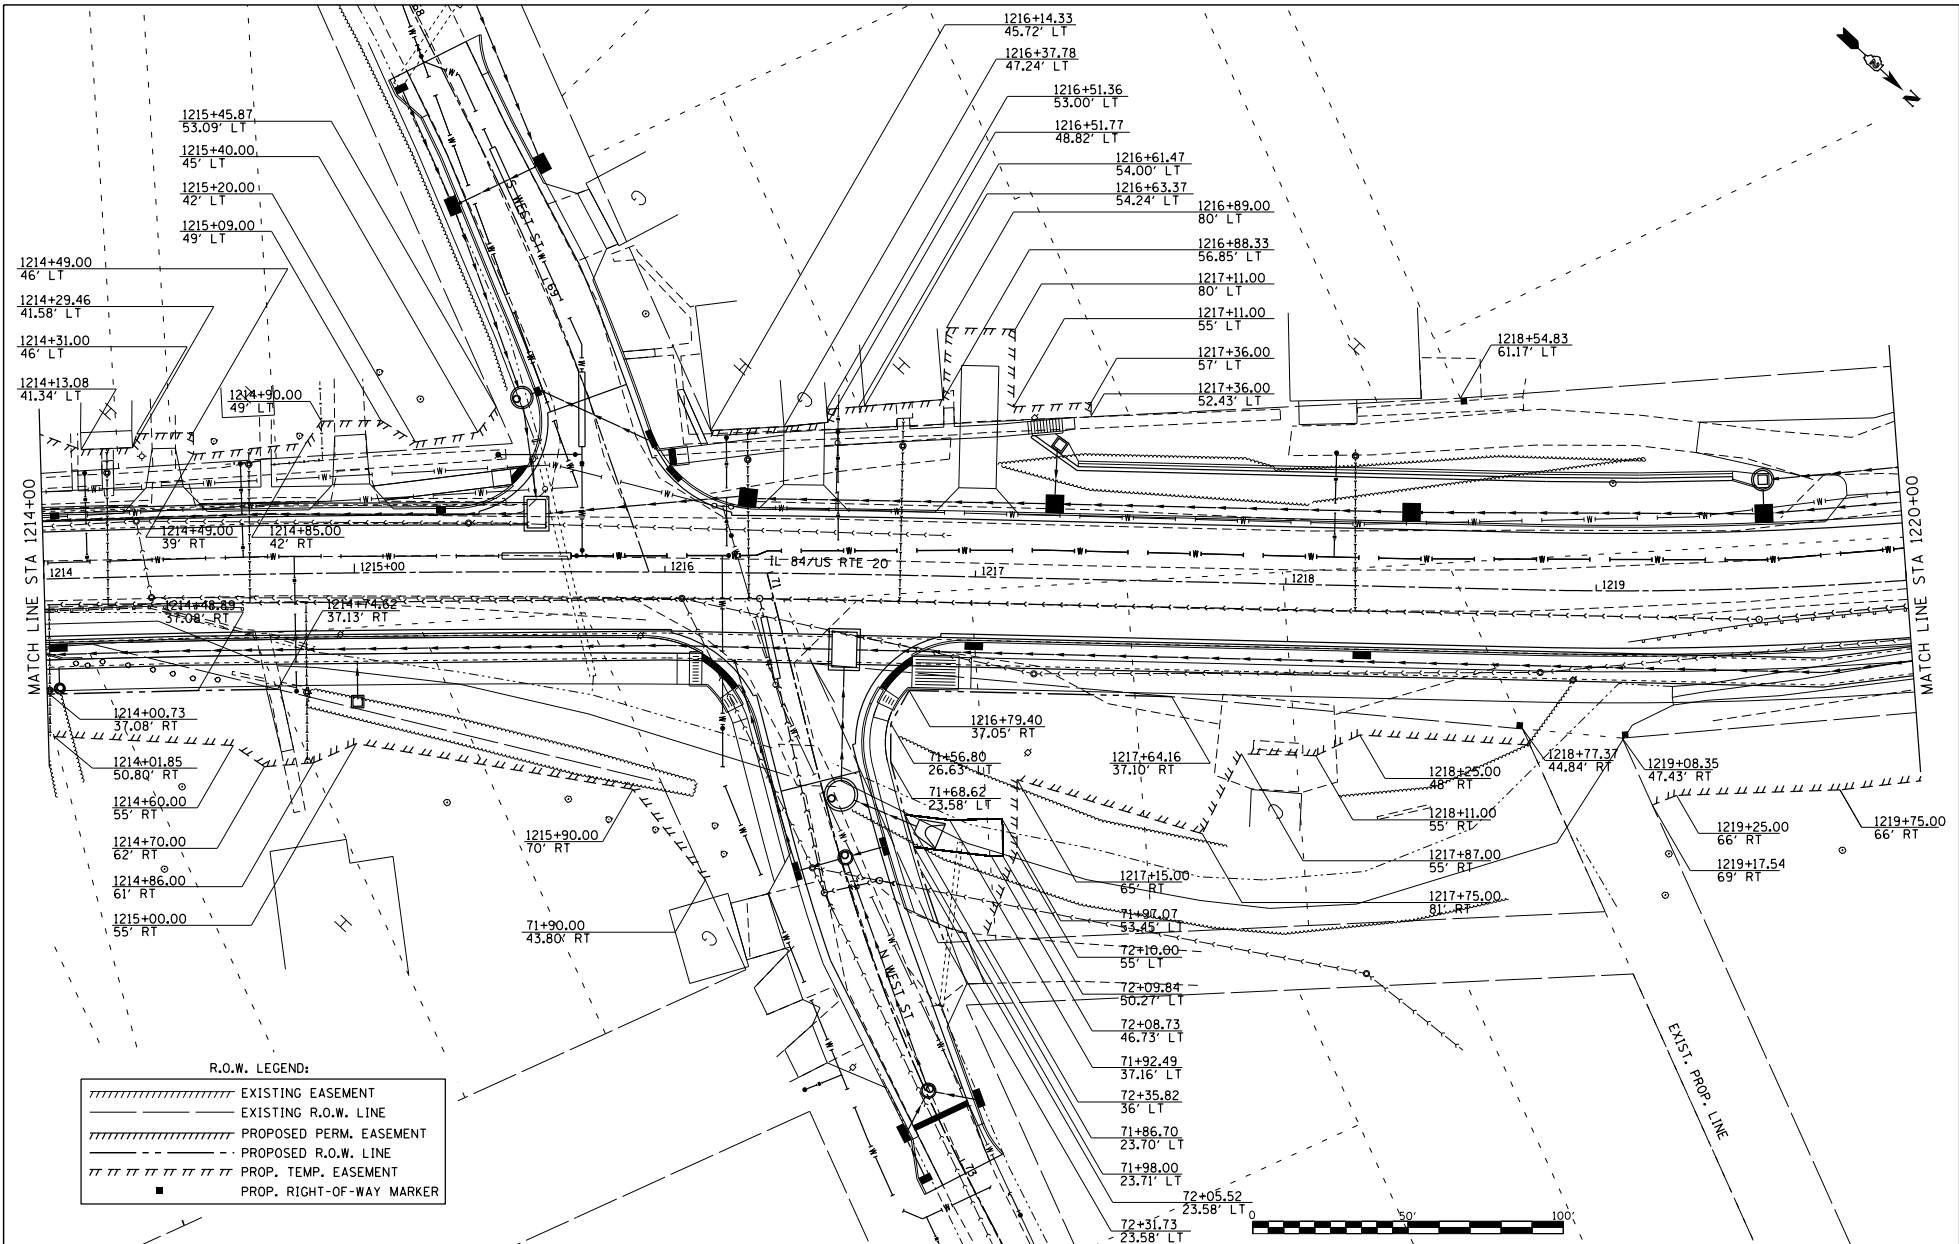 1216+14.33
45.72' LT
1216+37.78
47.24' LT
1216+51.36
53.00' LT
1216+51.77
48.82' LT
1216+61.47
54.00' LT
1216+63.37
54.24' LT
1216+89.00
80' LT
1216+88.33
56.85' LT
1217+11.00
80' LT
1217+11.00
55' LT
1217+36.00
57' LT
1217+36.00
52.43' LT
1218+54.83
61.17' LT
N
1215+45.87
53.09' LT
1215+40.00
45' LT
1215+20.00
42' LT
1215+09.00
49' LT
1214+49.00
46' LT
1214+29.46
41.58' LT
1214+31.00
46' LT
1214+13.08
41.34' LT
1214+90.00
49' LT
68
S WEST ST
69
G
H
H
H
G
H
H
MATCH LINE STA 1214+00
1214+49.00
39' RT
1214+85.00
42' RT
1214
1215+00
1216
IL 84/US RTE 20
1217
1218
1219
71
MATCH LINE STA 1220+00
1214+48.89
37.08' RT
1214+74.62
37.13' RT
1214+00.73
37.08' RT
1214+01.85
50.80' RT
1214+60.00
55' RT
1214+70.00
62' RT
1214+86.00
61' RT
1215+00.00
55' RT
1215+90.00
70' RT
71+90.00
43.80' RT
H
G
G
1216+79.40
37.05' RT
71+56.80
26.63' LT
71+68.62
23.58' LT
1217+64.16
37.10' RT
1218+77.37
44.84' RT
1219+08.35
47.43' RT
1218+25.00
48' RT
1218+11.00
55' RT
1217+87.00
55' RT
1217+75.00
81' RT
1219+25.00
66' RT
1219+75.00
66' RT
1219+17.54
69' RT
1217+15.00
65' RT
71+97.07
53.45' LT
72+10.00
55' LT
72+09.84
50.27' LT
72+08.73
46.73' LT
71+92.49
37.16' LT
72+35.82
36' LT
71+86.70
23.70' LT
71+98.00
23.71' LT
72+05.52
23.58' LT
72+31.73
23.58' LT
N WEST ST
73
EXIST. PROP. LINE
R.O.W. LEGEND:
EXISTING EASEMENT
EXISTING R.O.W. LINE
PROPOSED PERM. EASEMENT
PROPOSED R.O.W. LINE
PROP. TEMP. EASEMENT
PROP. RIGHT-OF-WAY MARKER
0 50' 100'